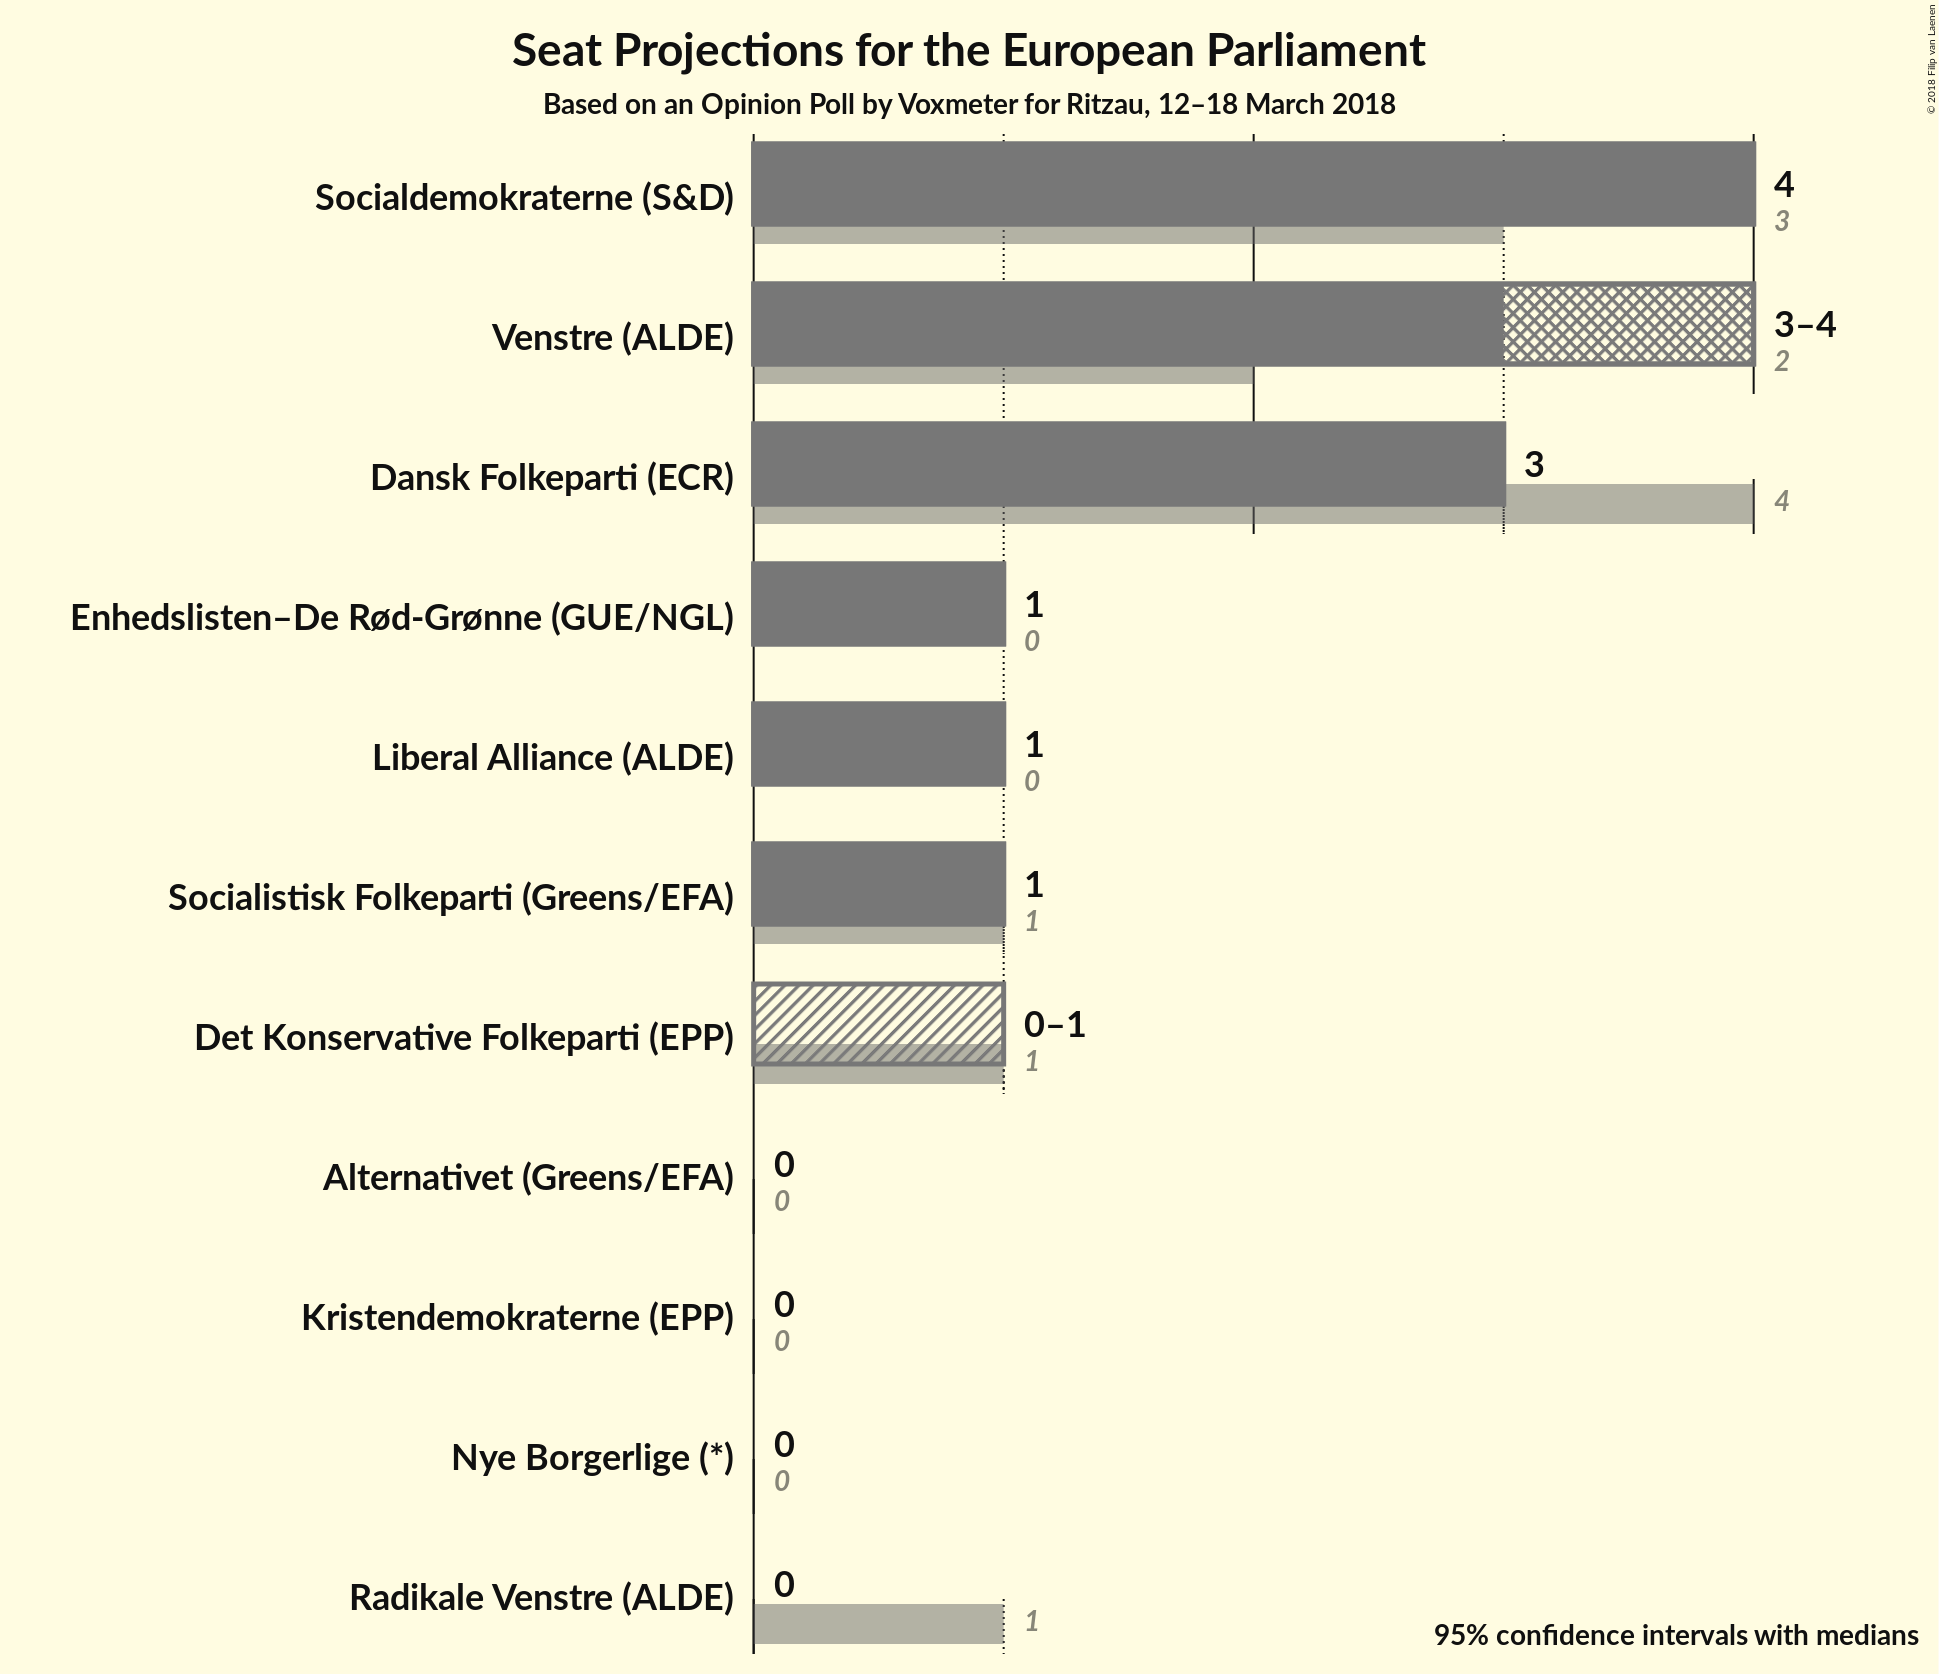 Seat Projections for the European Parliament
Based on an Opinion Poll by Voxmeter for Ritzau, 12–18 March 2018
© 2018 Filip van Laenen
Socialdemokraterne (S&D)
4
3
Venstre (ALDE)
3–4
2
Dansk Folkeparti (ECR)
3
4
Enhedslisten–De Rød-Grønne (GUE/NGL)
1
0
Liberal Alliance (ALDE)
1
0
Socialistisk Folkeparti (Greens/EFA)
1
1
Det Konservative Folkeparti (EPP)
0–1
1
Alternativet (Greens/EFA)
0
0
Kristendemokraterne (EPP)
0
0
Nye Borgerlige (*)
0
0
Radikale Venstre (ALDE)
0
1
95% confidence intervals with medians